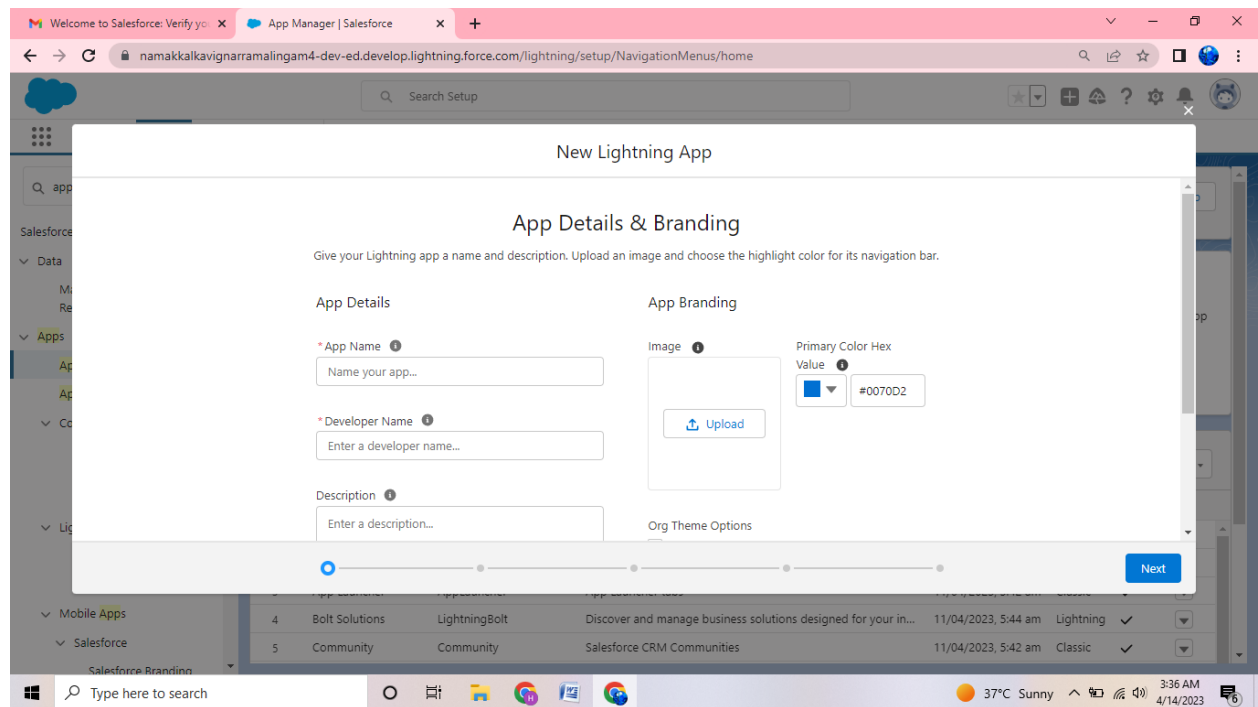 Welcome to Salesforce: Verify yo
App Manager | Salesforce
namakkalkavignarramalingam4-dev-ed.develop.lightning.force.com/lightning/setup/NavigationMenus/home
Search Setup
New Lightning App
app
Salesforce
Data
Apps
Mobile Apps
Salesforce
Salesforce Branding
App Details & Branding
Give your Lightning app a name and description. Upload an image and choose the highlight color for its navigation bar.
App Details
App Branding
*App Name
Name your app...
*Developer Name
Enter a developer name...
Description
Enter a description...
Image
Upload
Primary Color Hex
Value
#0070D2
Org Theme Options
Next
4 Bolt Solutions LightningBolt Discover and manage business solutions designed for your in... 11/04/2023, 5:44 am Lightning
5 Community Community Salesforce CRM Communities 11/04/2023, 5:42 am Classic
Type here to search
37°C Sunny
3:36 AM
4/14/2023
6